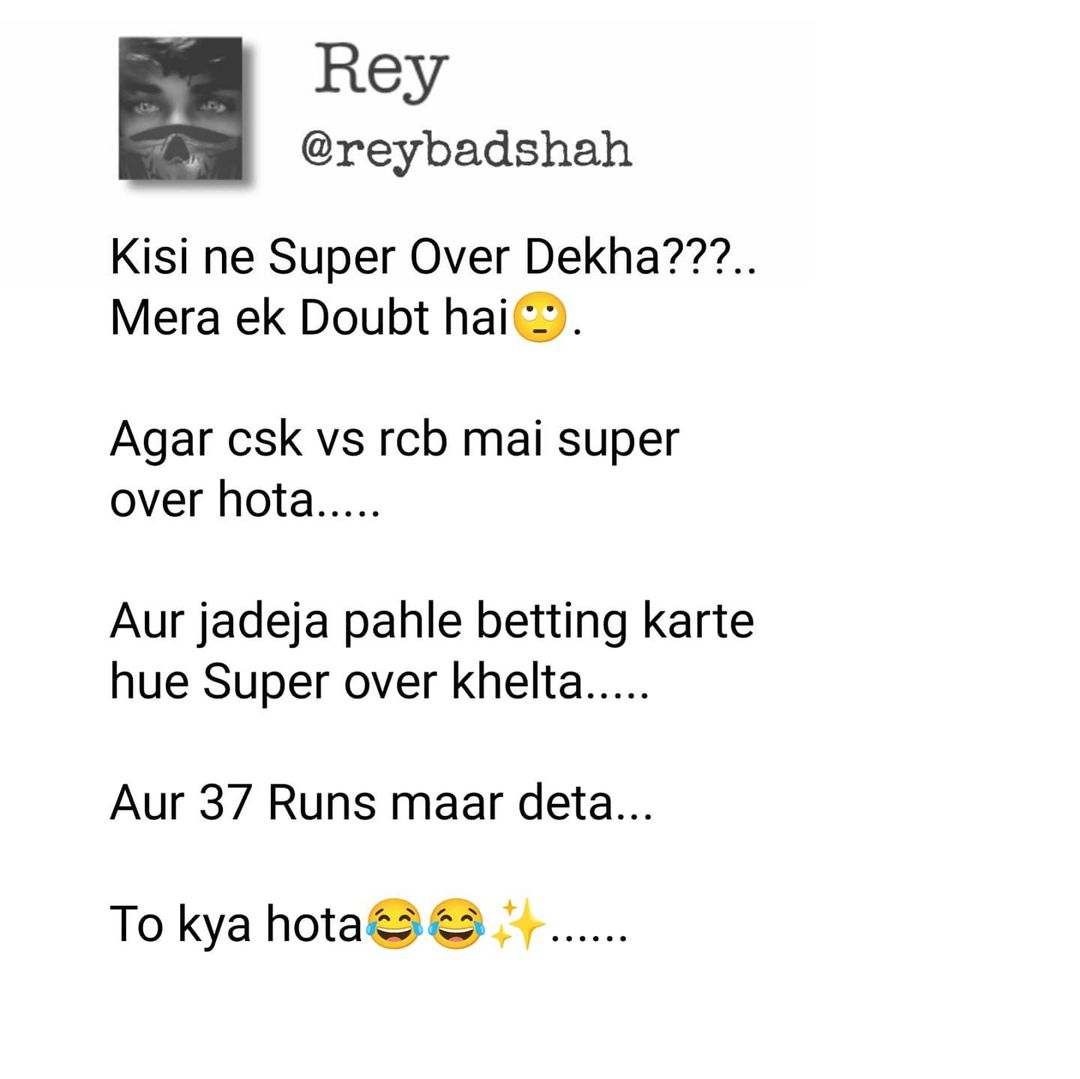 Rey
@reybadshah
Kisi ne Super Over Dekha???..
Mera ek Doubt hai🙄.
Agar csk vs rcb mai super
over hota.....
Aur jadeja pahle betting karte
hue Super over khelta.....
Aur 37 Runs maar deta...
To kya hota😂😂✨......